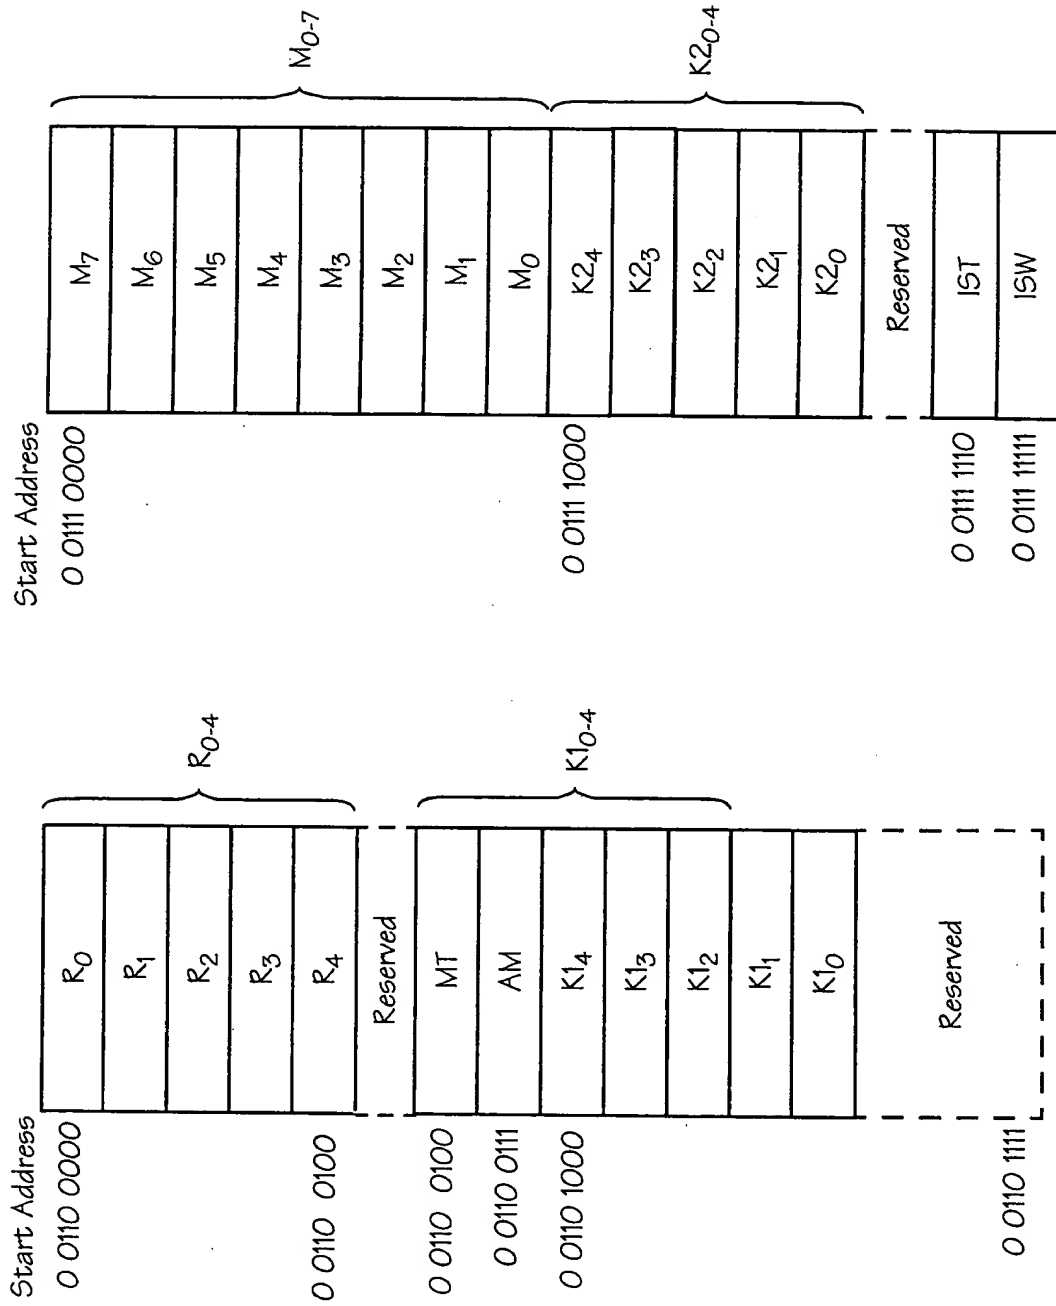 Start Address
0 0110 0000
R0
R1
R2
R3
0 0110 0100
R4
R0-4
Reserved
0 0110 0100
MT
0 0110 0111
AM
0 0110 1000
K14
K13
K12
K10-4
K11
K10
Reserved
0 0110 1111
Start Address
0 0111 0000
M7
M6
M5
M4
M3
M2
M1
M0
M0-7
0 0111 1000
K24
K23
K22
K21
K20
K20-4
Reserved
0 0111 1110
IST
0 0111 11111
ISW